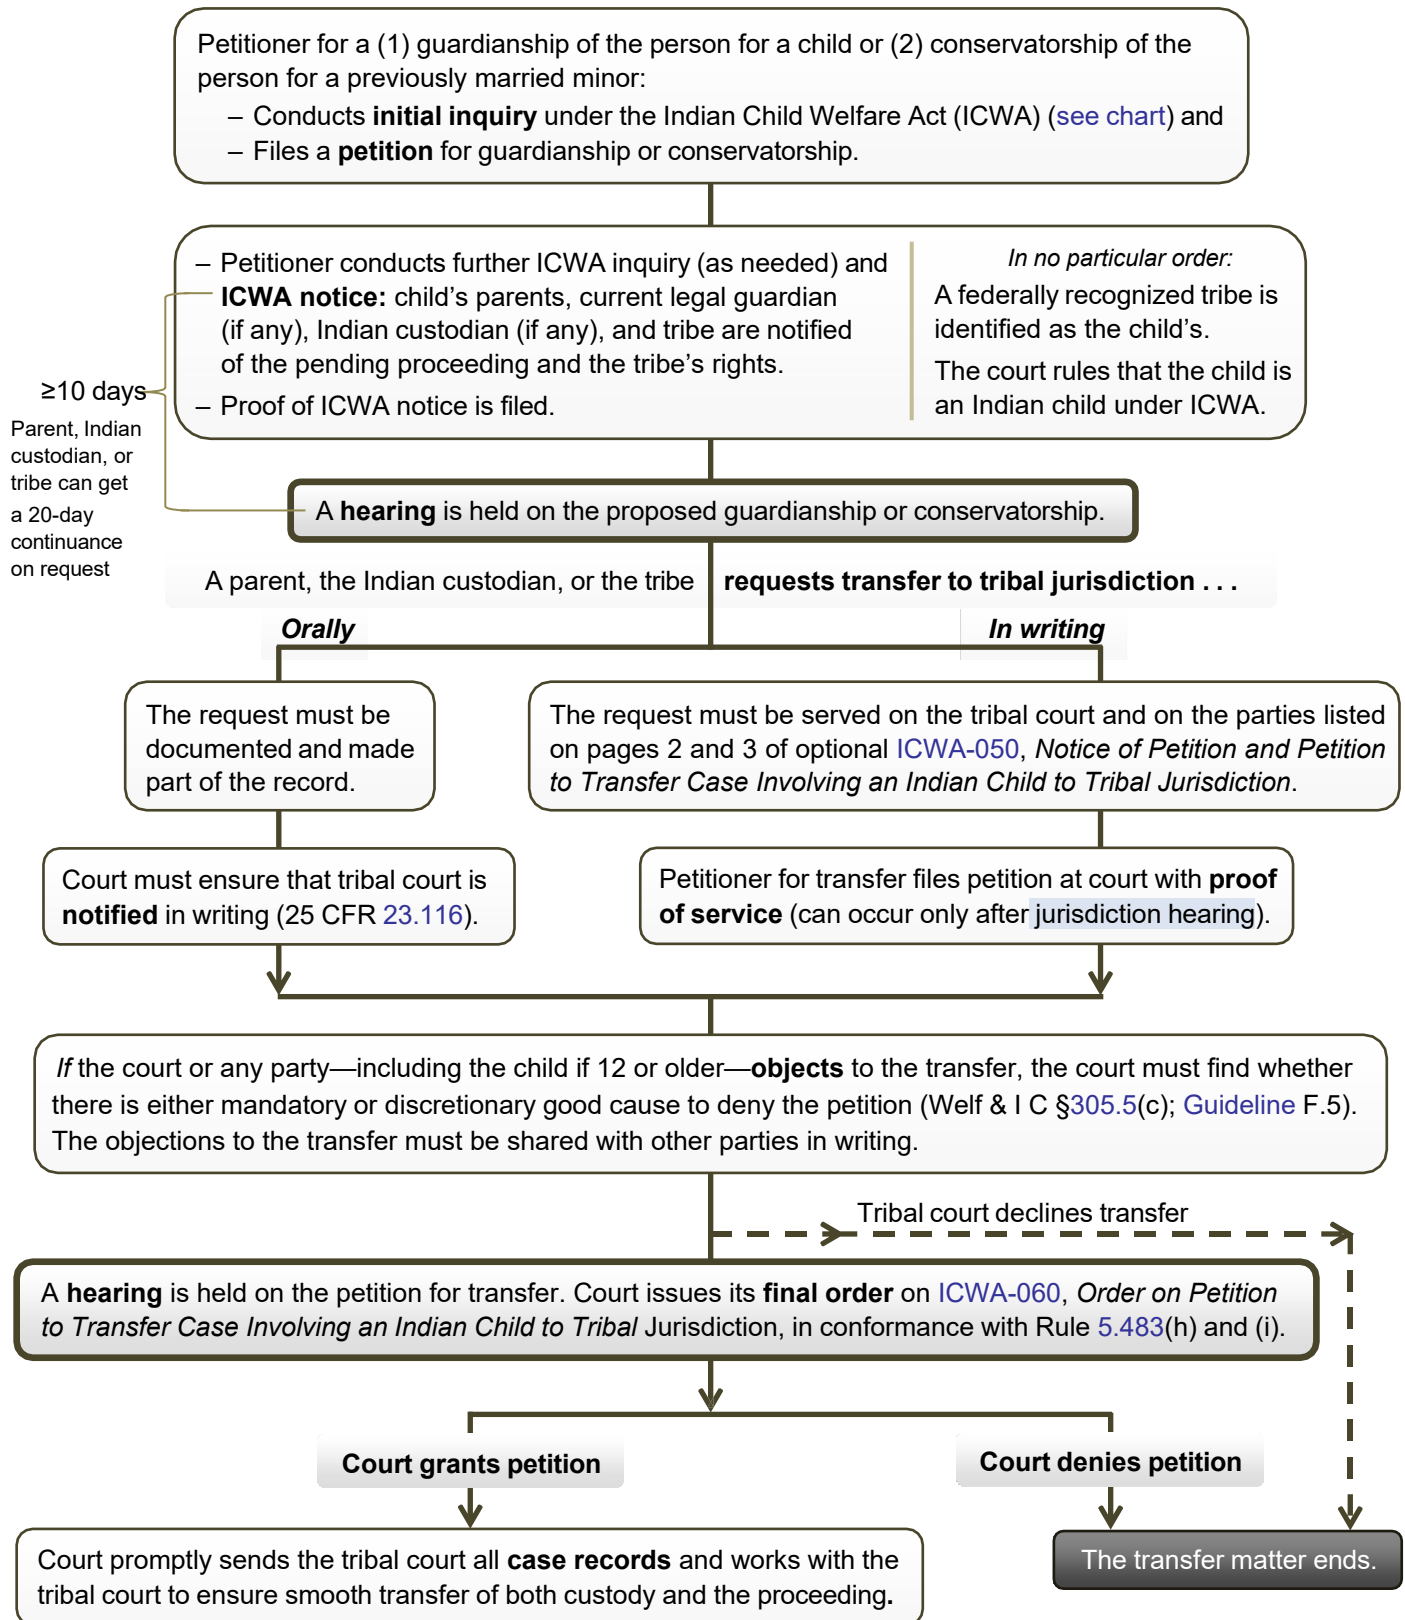 Petitioner for a (1) guardianship of the person for a child or (2) conservatorship of the
person for a previously married minor:
– Conducts initial inquiry under the Indian Child Welfare Act (ICWA) (see chart) and
– Files a petition for guardianship or conservatorship.
– Petitioner conducts further ICWA inquiry (as needed) and
ICWA notice: child’s parents, current legal guardian
(if any), Indian custodian (if any), and tribe are notified
of the pending proceeding and the tribe’s rights.
– Proof of ICWA notice is filed.
In no particular order:
A federally recognized tribe is
identified as the child’s.
The court rules that the child is
an Indian child under ICWA.
≥10 days
Parent, Indian
custodian, or
tribe can get
a 20-day
continuance
on request
A hearing is held on the proposed guardianship or conservatorship.
A parent, the Indian custodian, or the tribe requests transfer to tribal jurisdiction . . .
Orally
In writing
The request must be
documented and made
part of the record.
The request must be served on the tribal court and on the parties listed
on pages 2 and 3 of optional ICWA-050, Notice of Petition and Petition
to Transfer Case Involving an Indian Child to Tribal Jurisdiction.
Court must ensure that tribal court is
notified in writing (25 CFR 23.116).
Petitioner for transfer files petition at court with proof
of service (can occur only after jurisdiction hearing).
If the court or any party—including the child if 12 or older—objects to the transfer, the court must find whether
there is either mandatory or discretionary good cause to deny the petition (Welf & I C §305.5(c); Guideline F.5).
The objections to the transfer must be shared with other parties in writing.
Tribal court declines transfer
A hearing is held on the petition for transfer. Court issues its final order on ICWA-060, Order on Petition
to Transfer Case Involving an Indian Child to Tribal Jurisdiction, in conformance with Rule 5.483(h) and (i).
Court grants petition
Court denies petition
Court promptly sends the tribal court all case records and works with the
tribal court to ensure smooth transfer of both custody and the proceeding.
The transfer matter ends.